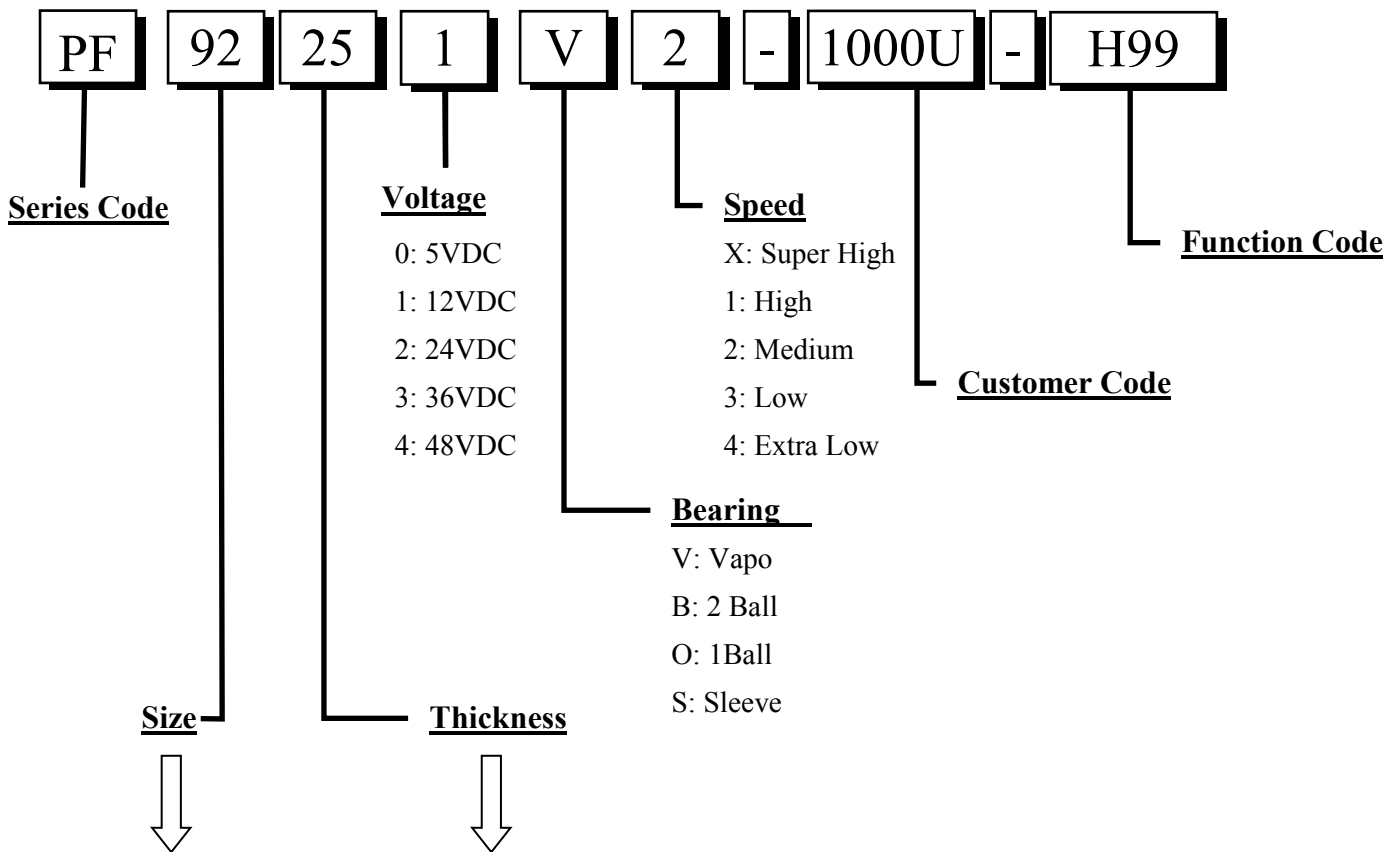 PF 92 25 1 V 2 - 1000U - H99
Series Code
Voltage
0: 5VDC
1: 12VDC
2: 24VDC
3: 36VDC
4: 48VDC
Speed
X: Super High
1: High
2: Medium
3: Low
4: Extra Low
Function Code
Customer Code
Bearing
V: Vapo
B: 2 Ball
O: 1Ball
S: Sleeve
Size
Thickness